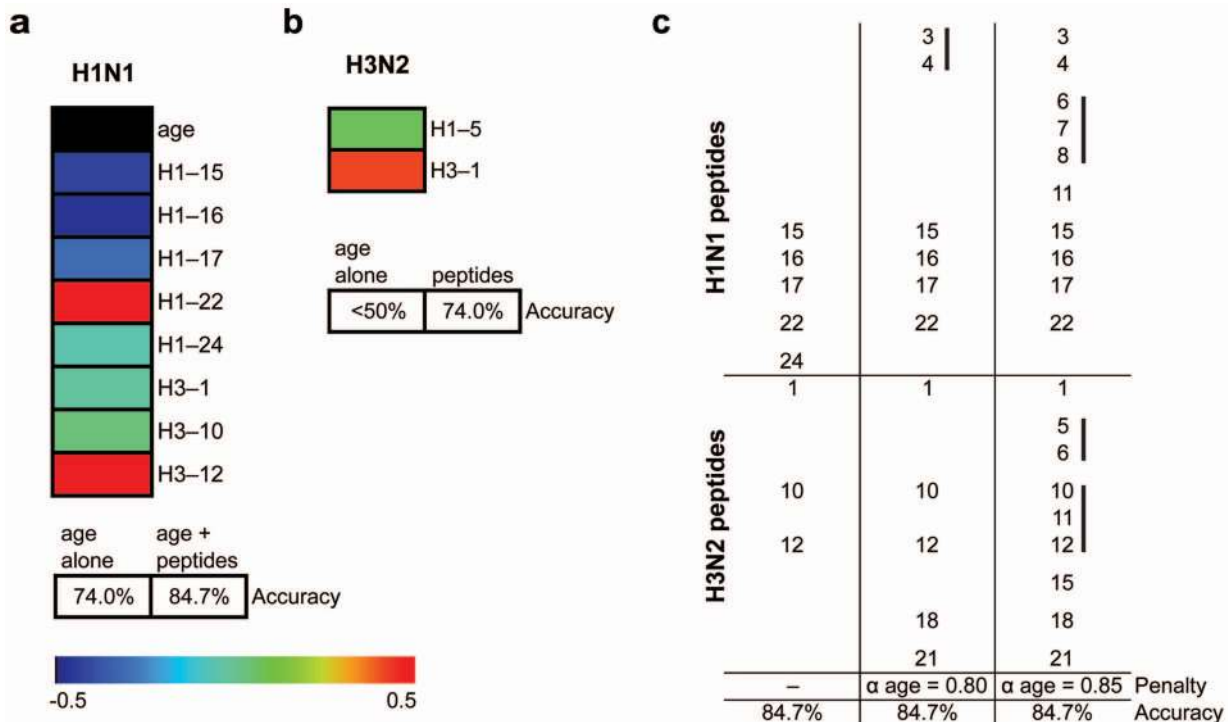 a
H1N1
age
H1–15
H1–16
H1–17
H1–22
H1–24
H3–1
H3–10
H3–12
age alone
age + peptides
74.0%
84.7%
Accuracy
-0.5
0.5
b
H3N2
H1–5
H3–1
age alone
peptides
<50%
74.0%
Accuracy
c
H1N1 peptides
3 3
4 4
6
7
8
11
15 15 15
16 16 16
17 17 17
22 22 22
24
H3N2 peptides
1 1 1
5
6
10 10 10
11
12 12 12
15
18 18
21 21
– α age = 0.80 α age = 0.85 Penalty
84.7% 84.7% 84.7% Accuracy